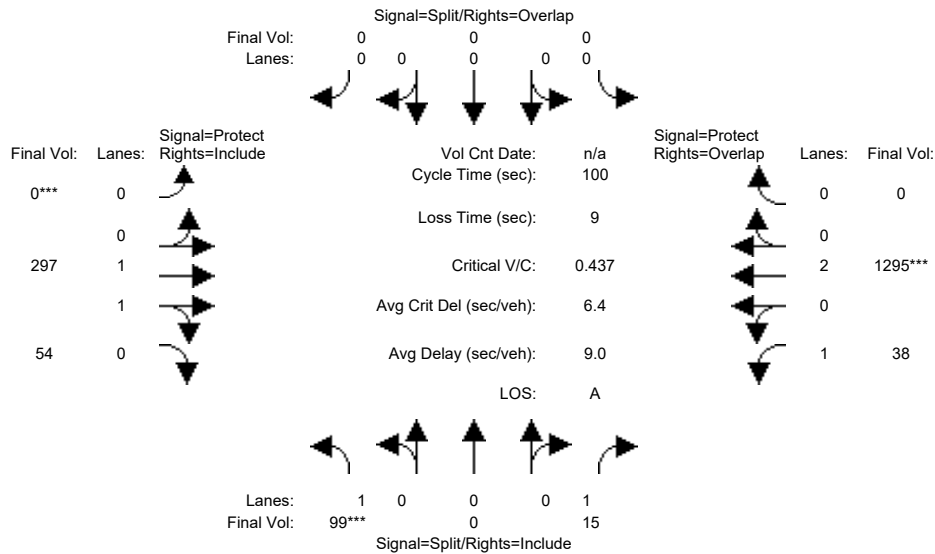 Signal=Split/Rights=Overlap
Final Vol: 0 0 0
Lanes: 0 0 0 0 0
Signal=Protect
Final Vol: Lanes: Rights=Include
Vol Cnt Date: n/a
Signal=Protect
Rights=Overlap Lanes: Final Vol:
Cycle Time (sec): 100
0*** 0
0 0
Loss Time (sec): 9
0
0
297 1
Critical V/C: 0.437
2 1295***
1
Avg Crit Del (sec/veh): 6.4
0
54 0
Avg Delay (sec/veh): 9.0
1 38
LOS: A
Lanes: 1 0 0 0 1
Final Vol: 99*** 0 15
Signal=Split/Rights=Include